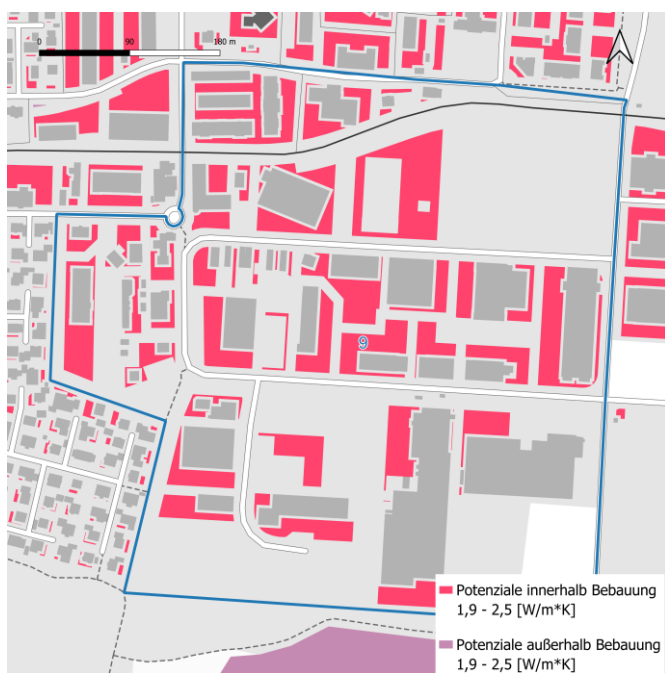 0 90 180 m
9
Potenziale innerhalb Bebauung
1,9 - 2,5 [W/m*K]
Potenziale außerhalb Bebauung
1,9 - 2,5 [W/m*K]